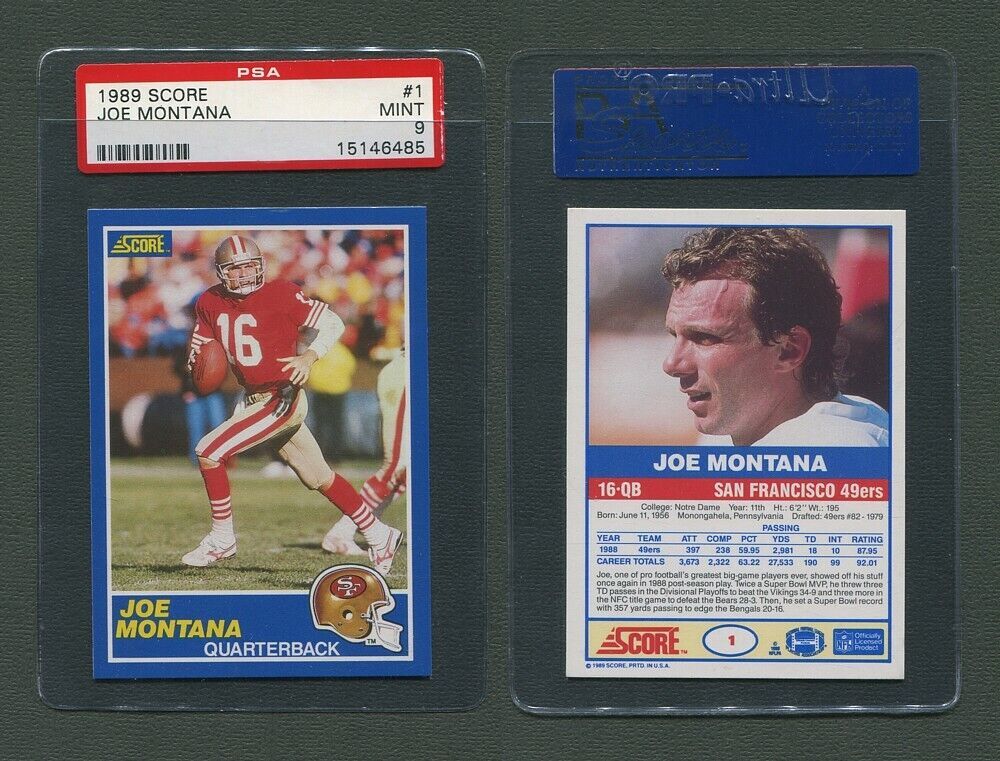 PSA
1989 SCORE #1
JOE MONTANA MINT
9
15146485
SCORE
16
JOE
MONTANA
QUARTERBACK
SF
TM
Ultra-PRO®
JOE MONTANA
16·QB SAN FRANCISCO 49ers
College: Notre Dame Year: 11th Ht.: 6'2" Wt.: 195
Born: June 11, 1956 Monongahela, Pennsylvania Drafted: 49ers #82 - 1979
PASSING
YEAR TEAM ATT COMP PCT YDS TD INT RATING
1988 49ers 397 238 59.95 2,981 18 10 87.95
CAREER TOTALS 3,673 2,322 63.22 27,533 190 99 92.01
Joe, one of pro football's greatest big-game players ever, showed off his stuff
once again in 1988 post-season play. Twice a Super Bowl MVP, he threw three
TD passes in the Divisional Playoffs to beat the Vikings 34-9 and three more in
the NFC title game to defeat the Bears 28-3. Then, he set a Super Bowl record
with 357 yards passing to edge the Bengals 20-16.
SCORE TM
1
NFL
Officially
Licensed
Product
© 1989 SCORE, PRTD. IN U.S.A.